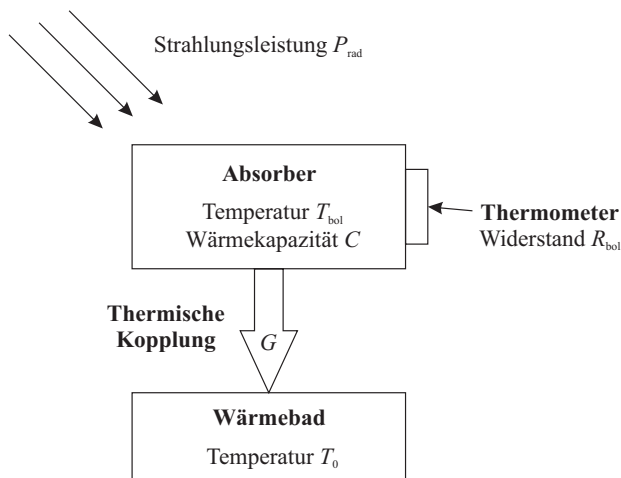 Strahlungsleistung P_rad
Absorber
Temperatur T_bol
Wärmekapazität C
Thermometer
Widerstand R_bol
Thermische
Kopplung
G
Wärmebad
Temperatur T_0